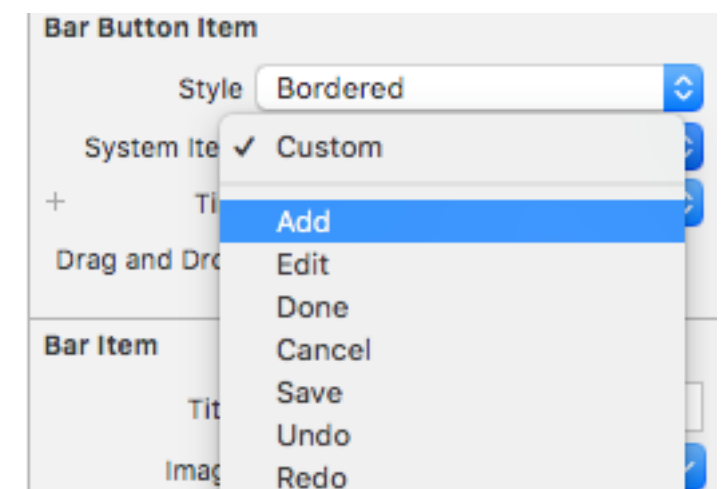 Bar Button Item
Style Bordered
System Ite ✓ Custom
+ Ti
Add
Drag and Dro Edit
Done
Bar Item Cancel
Tit Save
Undo
Imag Redo